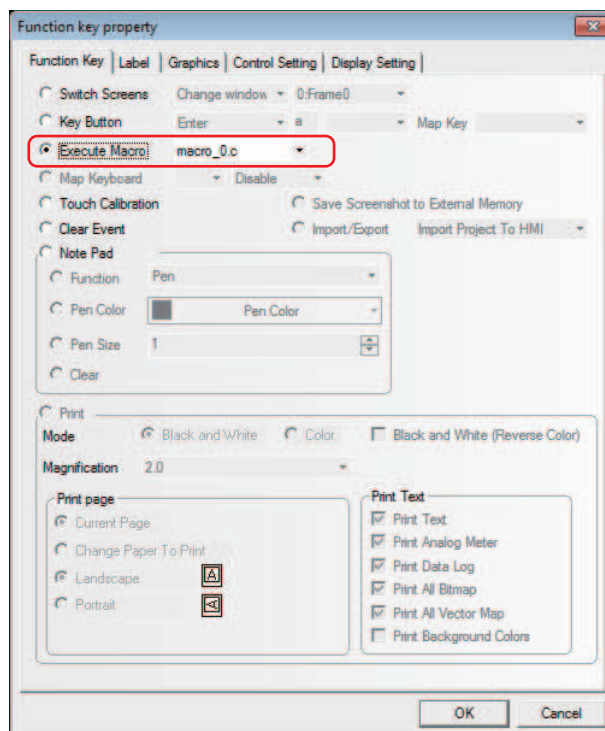 Function key property
Function Key Label Graphics Control Setting Display Setting
Switch Screens Change window 0:Frame0
Key Button Enter a Map Key
Execute Macro macro_0.c
Map Keyboard Disable
Touch Calibration Save Screenshot to External Memory
Clear Event Import/Export Import Project To HMI
Note Pad
Function Pen
Pen Color Pen Color
Pen Size 1
Clear
Print
Mode Black and White Color Black and White (Reverse Color)
Magnification 2.0
Print page
Current Page
Change Paper To Print
Landscape A
Portrait A
Print Text
Print Text
Print Analog Meter
Print Data Log
Print All Bitmap
Print All Vector Map
Print Background Colors
OK Cancel